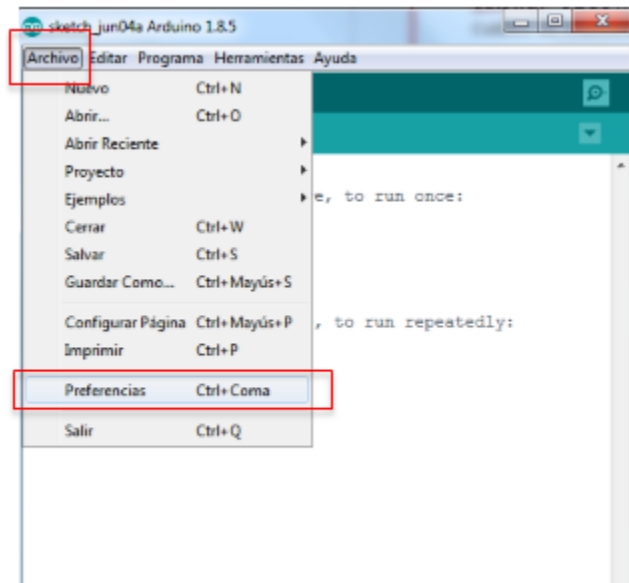 sketch_jun04a Arduino 1.8.5
Archivo Editar Programa Herramientas Ayuda
Nuevo Ctrl+N
Abrir... Ctrl+O
Abrir Reciente
Proyecto
Ejemplos
e, to run once:
Cerrar Ctrl+W
Salvar Ctrl+S
Guardar Como... Ctrl+Mayús+S
Configurar Página Ctrl+Mayús+P
, to run repeatedly:
Imprimir Ctrl+P
Preferencias Ctrl+Coma
Salir Ctrl+Q